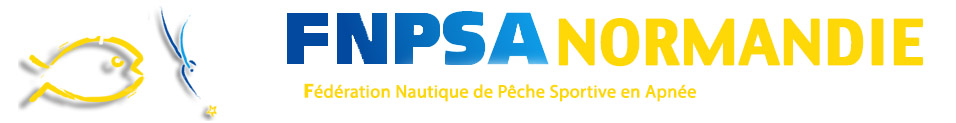 FNPSA NORMANDIE
Fédération Nautique de Pêche Sportive en Apnée